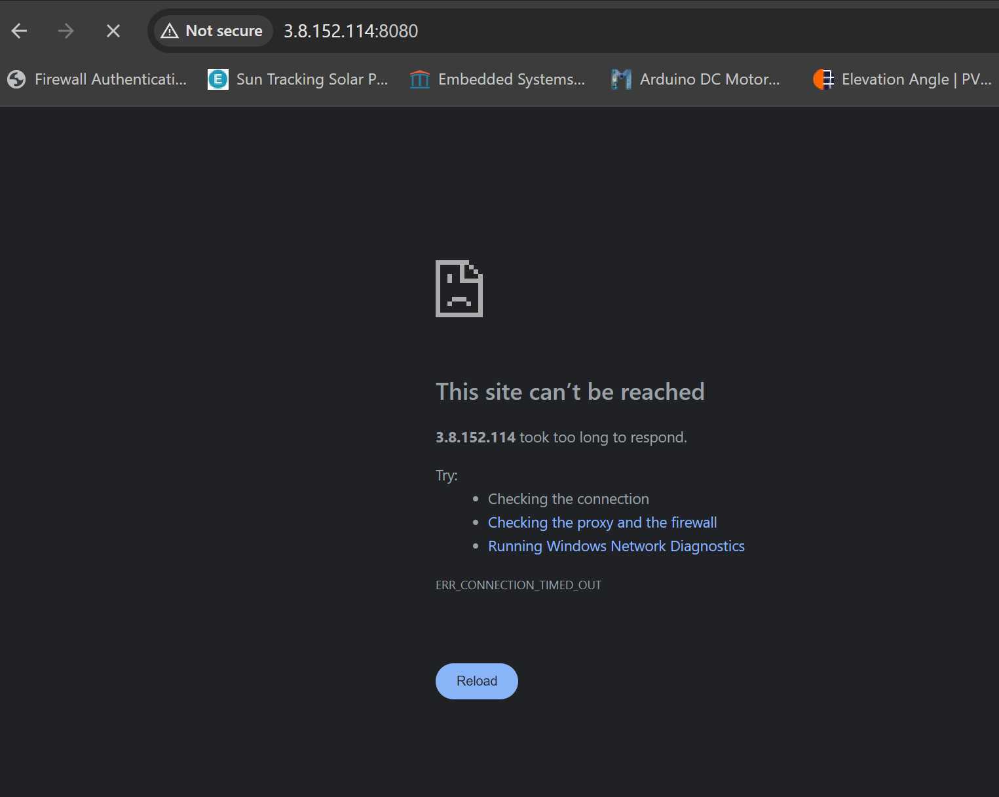 Not secure 3.8.152.114:8080
Firewall Authenticati... Sun Tracking Solar P... Embedded Systems... Arduino DC Motor... Elevation Angle | PV...
This site can’t be reached
3.8.152.114 took too long to respond.
Try:
• Checking the connection
• Checking the proxy and the firewall
• Running Windows Network Diagnostics
ERR_CONNECTION_TIMED_OUT
Reload